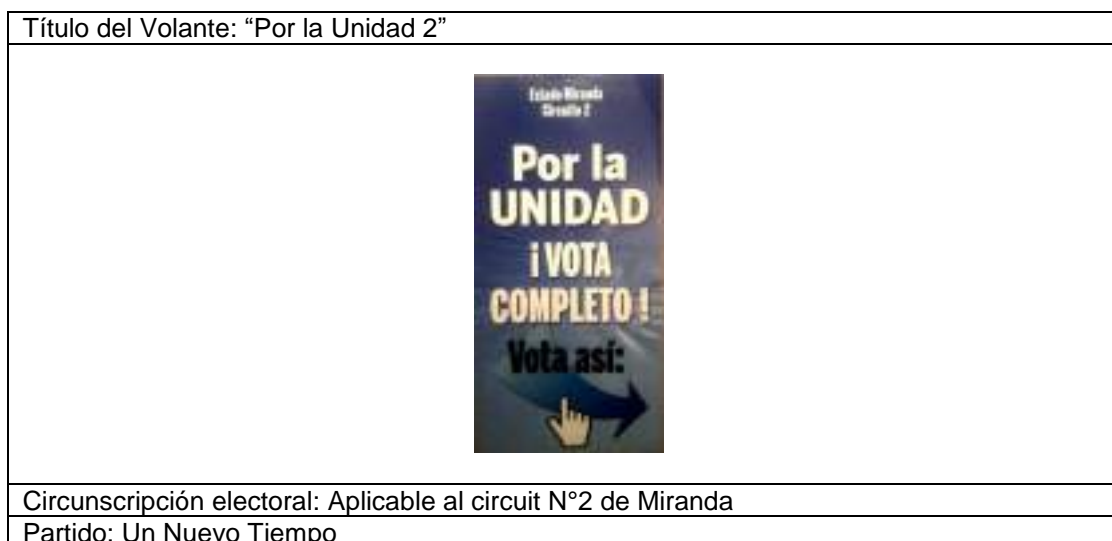 Título del Volante: “Por la Unidad 2”
Estado Miranda
Circuito 2
Por la
UNIDAD
¡VOTA
COMPLETO!
Vota así:
Circunscripción electoral: Aplicable al circuit N°2 de Miranda
Partido: Un Nuevo Tiempo